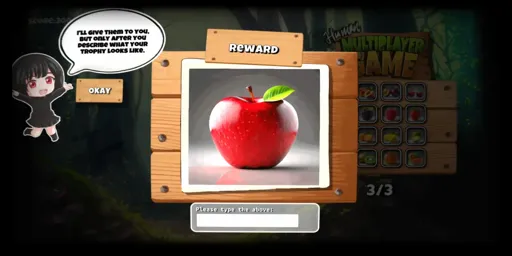 I'LL GIVE THEM TO YOU,
BUT ONLY AFTER YOU
DESCRIBE WHAT YOUR
TROPHY LOOKS LIKE.
OKAY
REWARD
Human
MULTIPLAYER
GAME
3/3
Please type the above: